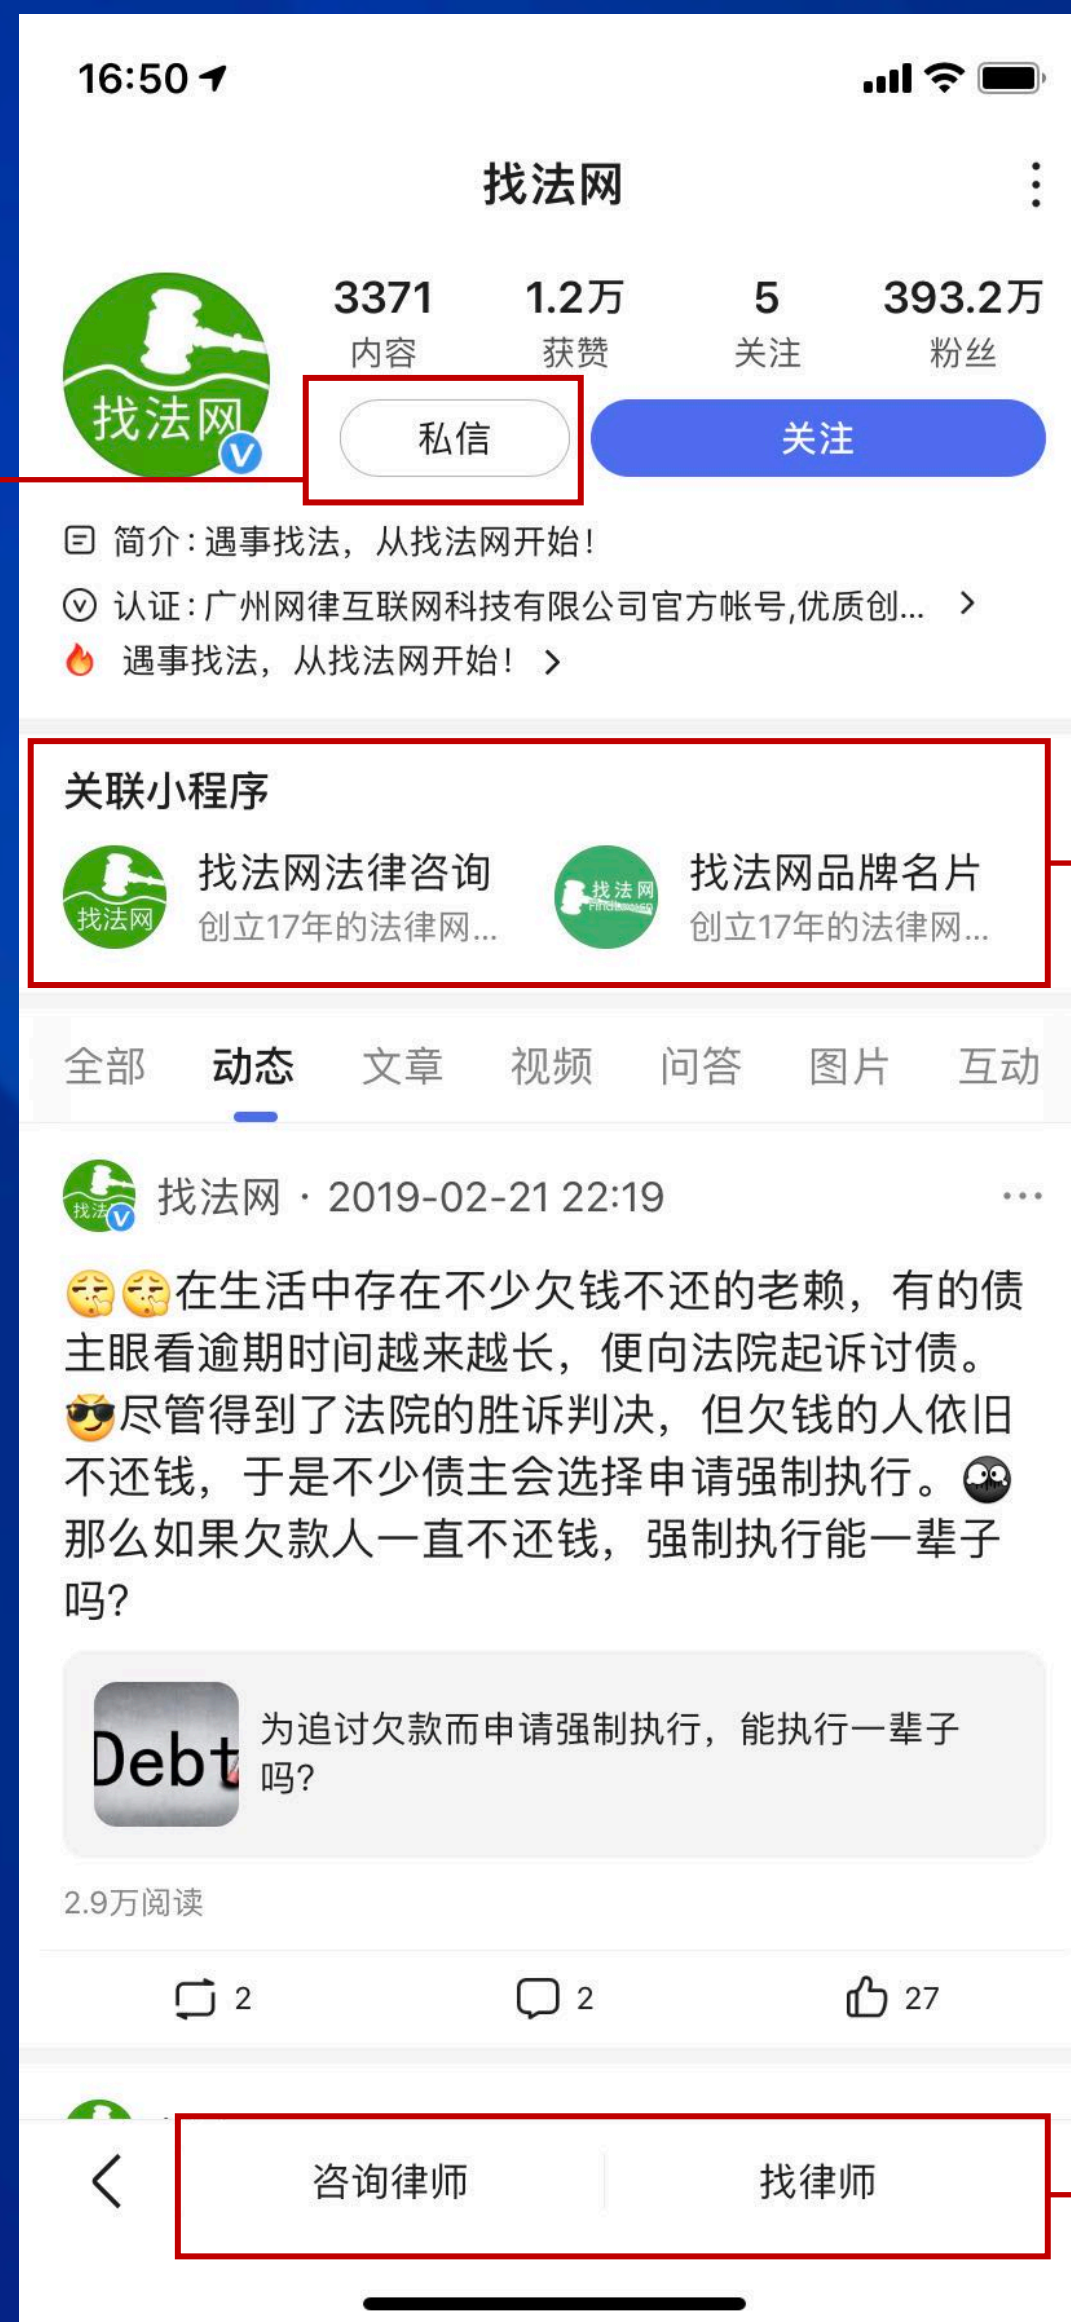 16:50
找法网
3371
1.2万
5
393.2万
内容
获赞
关注
粉丝
找法网
私信
关注
简介:遇事找法，从找法网开始！
认证:广州网律互联网科技有限公司官方帐号,优质创...
遇事找法，从找法网开始！
关联小程序
找法网
找法网法律咨询
创立17年的法律网...
找法网
找法网品牌名片
创立17年的法律网...
全部
动态
文章
视频
问答
图片
互动
找法网 · 2019-02-21 22:19
在生活中存在不少欠钱不还的老赖，有的债
主眼看逾期时间越来越长，便向法院起诉讨债。
尽管得到了法院的胜诉判决，但欠钱的人依旧
不还钱，于是不少债主会选择申请强制执行。
那么如果欠款人一直不还钱，强制执行能一辈子
吗？
Debt
为追讨欠款而申请强制执行，能执行一辈子
吗？
2.9万阅读
2
2
27
咨询律师
找律师